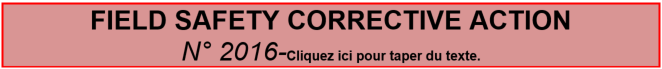 FIELD SAFETY CORRECTIVE ACTION
N° 2016-Cliquez ici pour taper du texte.